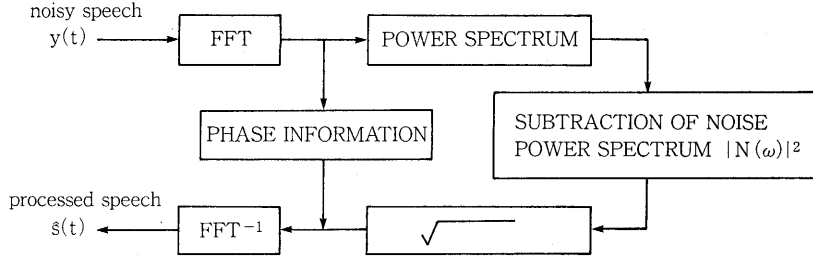 noisy speech
y(t)
FFT
POWER SPECTRUM
PHASE INFORMATION
SUBTRACTION OF NOISE
POWER SPECTRUM |N(ω)|²
processed speech
ŝ(t)
FFT⁻¹
√